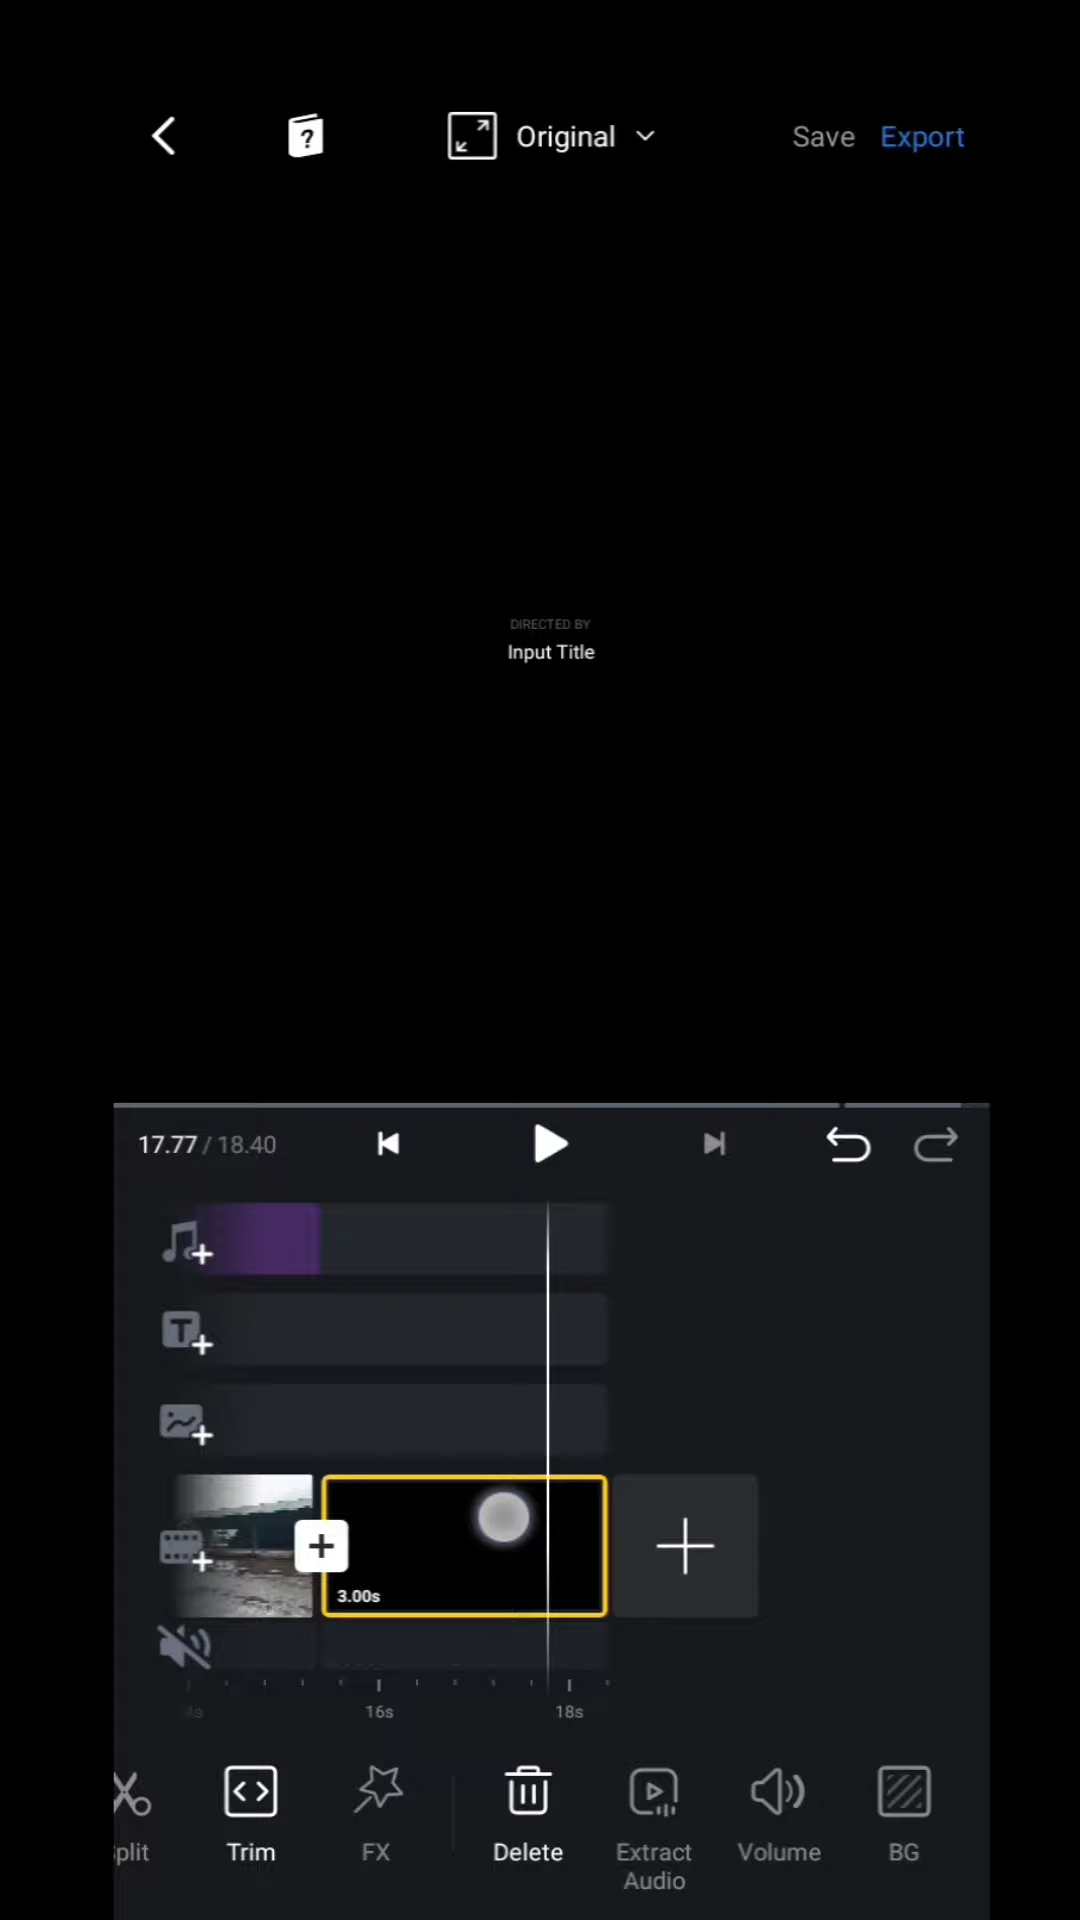 Original
Save
Export
DIRECTED BY
Input Title
17.77 / 18.40
3.00s
16s
18s
Split
Trim
FX
Delete
Extract
Audio
Volume
BG